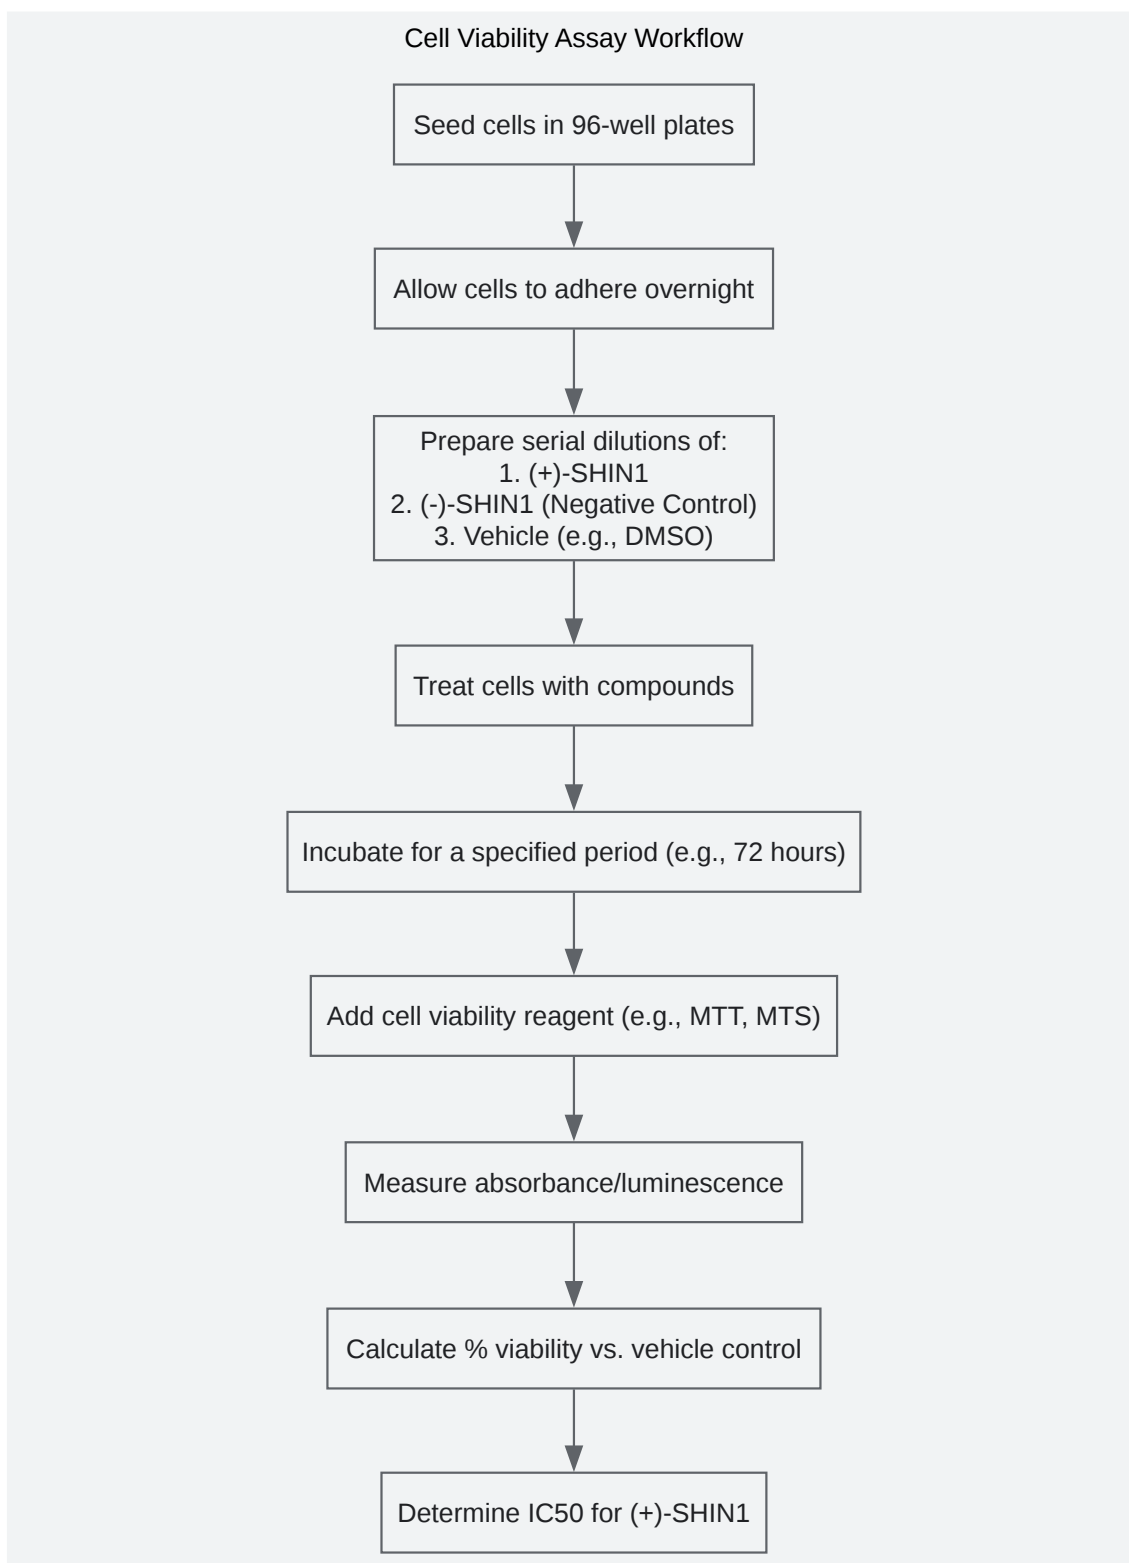 Cell Viability Assay Workflow
Seed cells in 96-well plates
Allow cells to adhere overnight
Prepare serial dilutions of:
1. (+)-SHIN1
2. (-)-SHIN1 (Negative Control)
3. Vehicle (e.g., DMSO)
Treat cells with compounds
Incubate for a specified period (e.g., 72 hours)
Add cell viability reagent (e.g., MTT, MTS)
Measure absorbance/luminescence
Calculate % viability vs. vehicle control
Determine IC50 for (+)-SHIN1